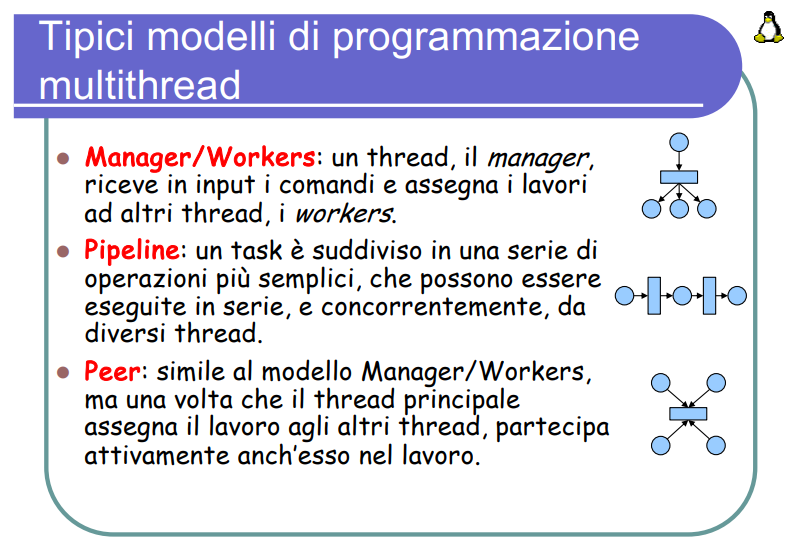 Tipici modelli di programmazione
multithread
Manager/Workers: un thread, il manager,
riceve in input i comandi e assegna i lavori
ad altri thread, i workers.
Pipeline: un task è suddiviso in una serie di
operazioni più semplici, che possono essere
eseguite in serie, e concorrentemente, da
diversi thread.
Peer: simile al modello Manager/Workers,
ma una volta che il thread principale
assegna il lavoro agli altri thread, partecipa
attivamente anch'esso nel lavoro.